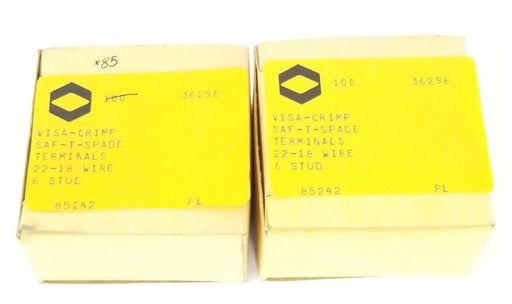 *85
100 36298
VISA-CRIMP
SAF-T-SPADE
TERMINALS
22-18 WIRE
6 STUD
85242 PL
100 36298
VISA-CRIMP
SAF-T-SPADE
TERMINALS
22-18 WIRE
6 STUD
85242 PL